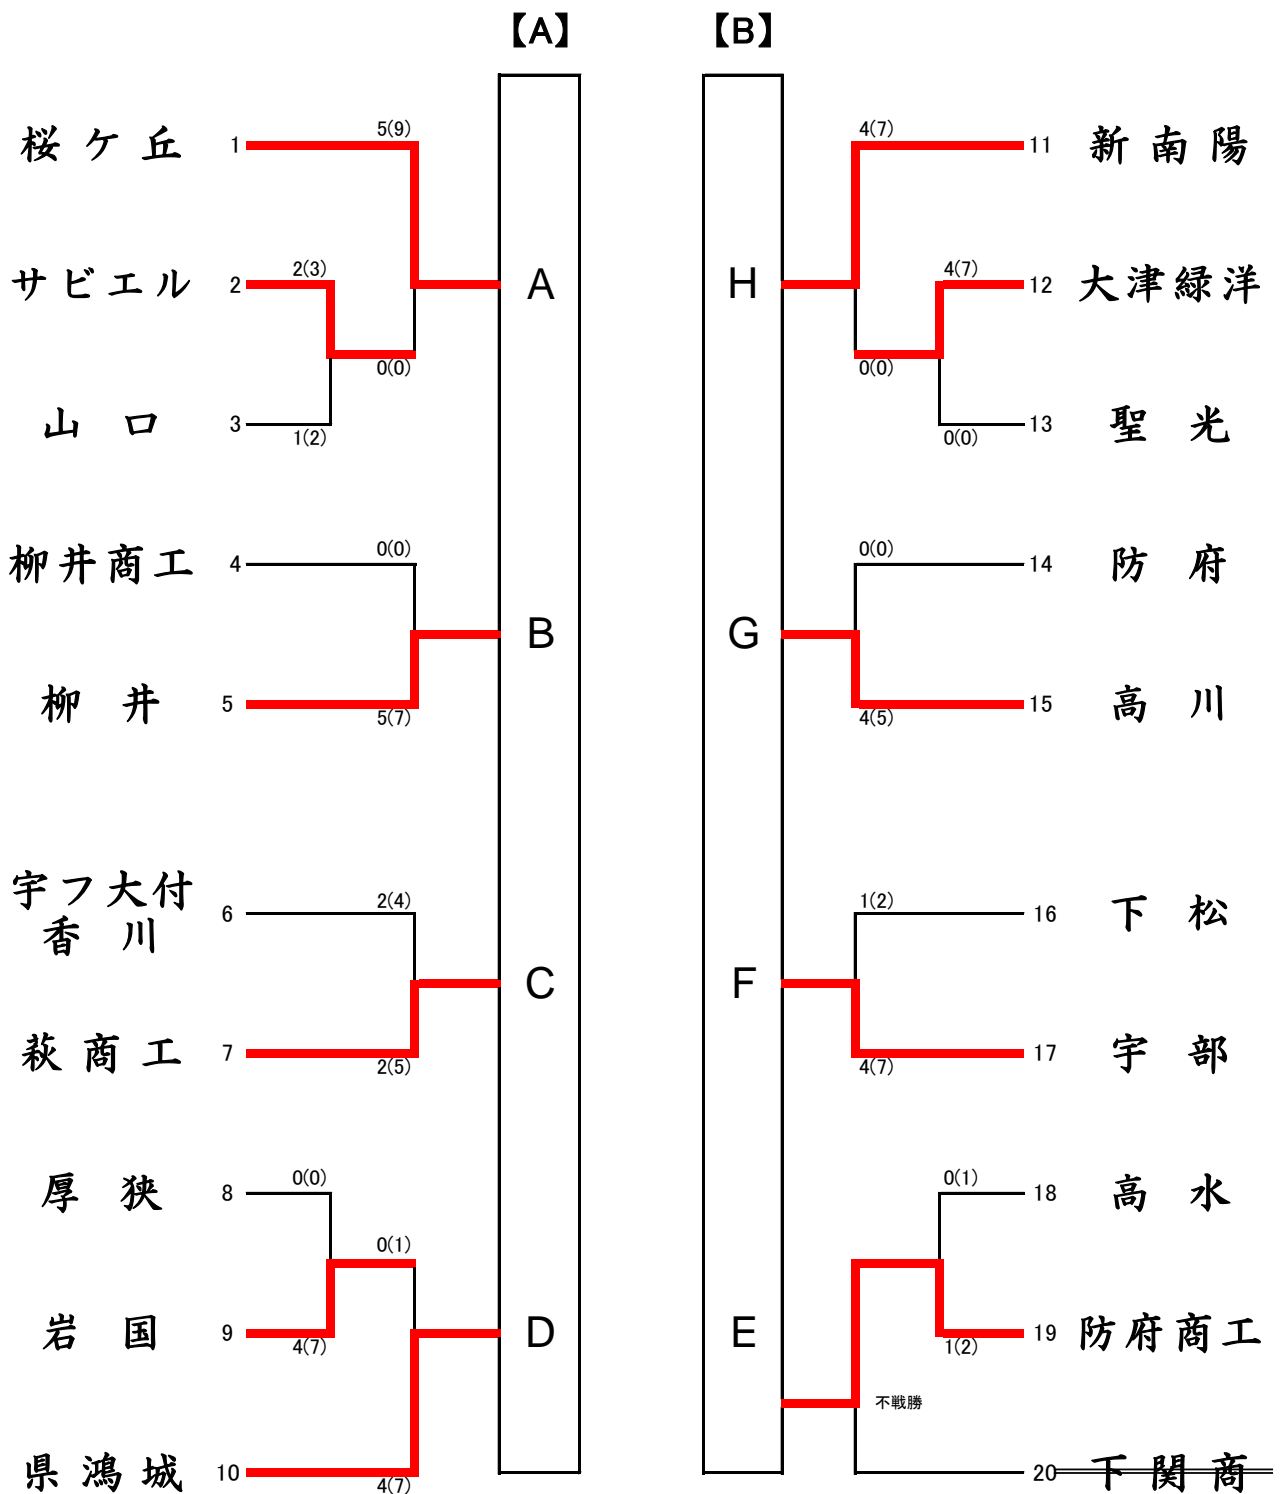 【A】
【B】
桜ケ丘 1 5(9)
サビエル 2 2(3)
0(0)
山口 3 1(2)
A
柳井商工 4 0(0)
B
柳井 5 5(7)
宇フ大付
香川 6 2(4)
C
萩商工 7 2(5)
厚狭 8 0(0)
0(1)
岩国 9 4(7)
D
県鴻城 10 4(7)
4(7) 11 新南陽
H
4(7) 12 大津緑洋
0(0)
0(0) 13 聖光
0(0) 14 防府
G
4(5) 15 高川
1(2) 16 下松
F
4(7) 17 宇部
0(1) 18 高水
E
1(2) 19 防府商工
不戦勝
20 下関商